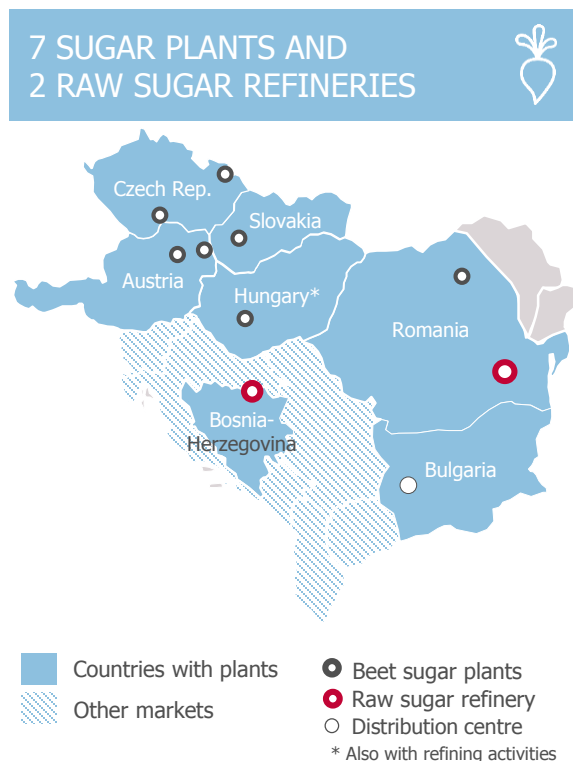 7 SUGAR PLANTS AND
2 RAW SUGAR REFINERIES
Czech Rep.
Slovakia
Austria
Hungary*
Romania
Bosnia-
Herzegovina
Bulgaria
Countries with plants
Other markets
Beet sugar plants
Raw sugar refinery
Distribution centre
* Also with refining activities